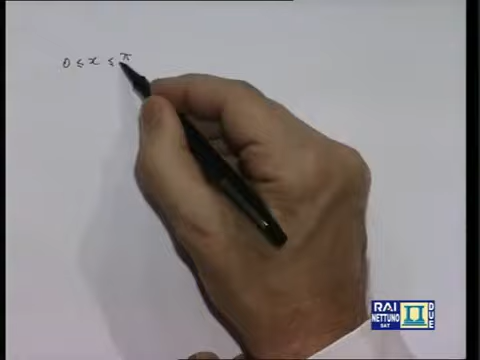 0 ≤ x ≤ π
RAI
NETTUNO
SAT
DUE